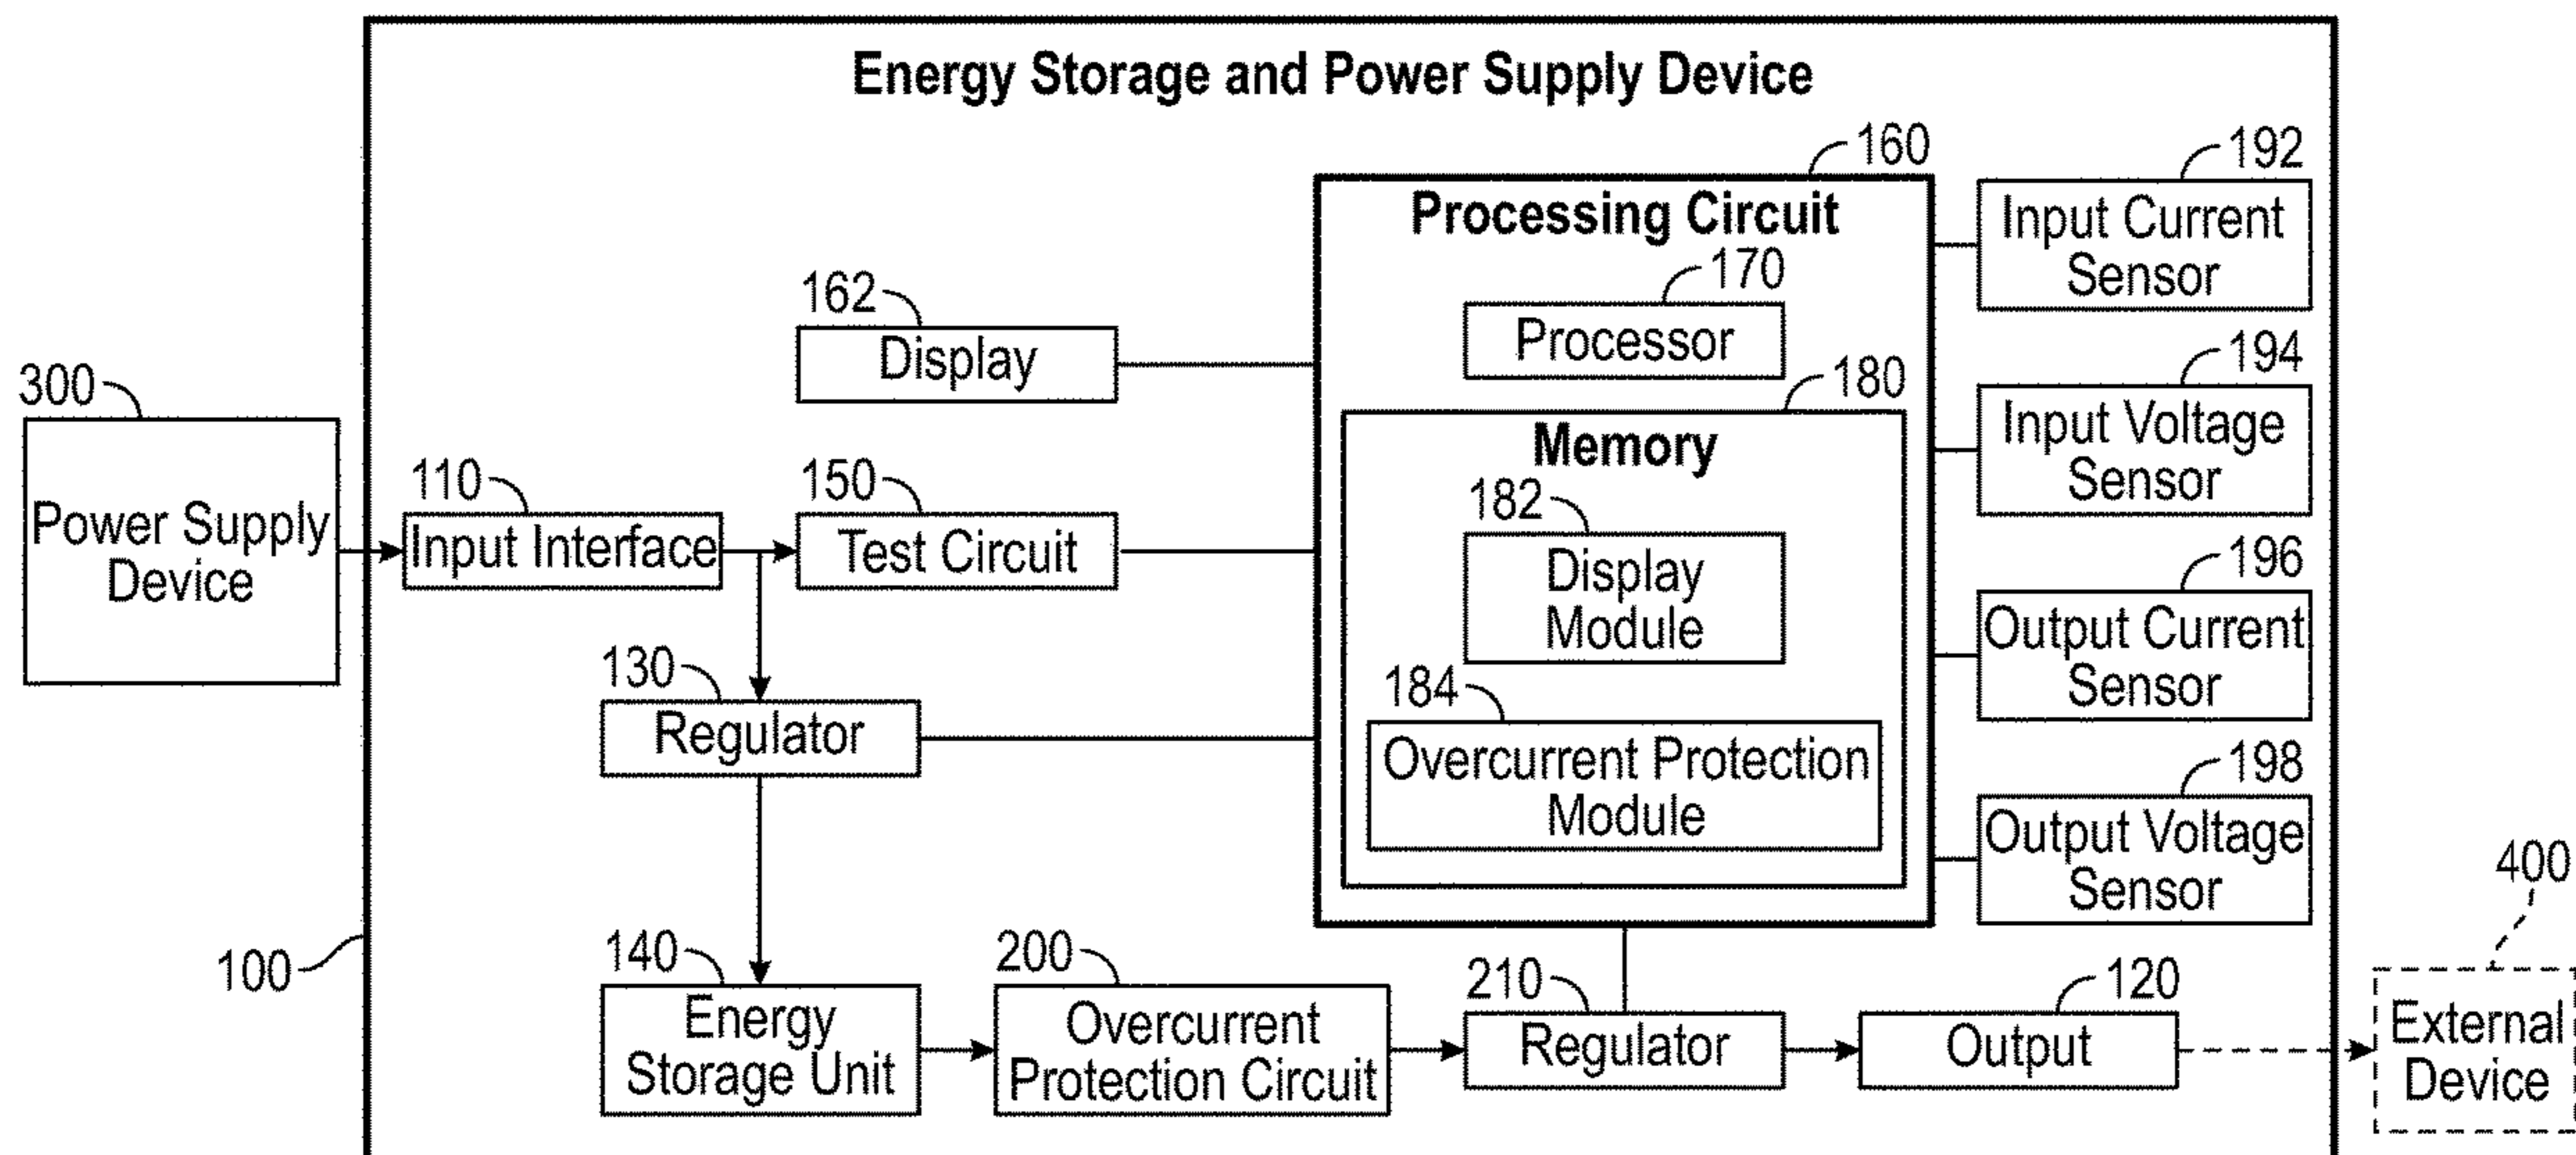 Energy Storage and Power Supply Device
160
192
Processing Circuit
Input Current
Sensor
170
162
Processor
Display
194
300
180
Input Voltage
Sensor
Memory
110
150
182
Power Supply
Device
Input Interface
Test Circuit
Display
Module
196
Output Current
Sensor
130
184
Regulator
Overcurrent Protection
Module
198
Output Voltage
Sensor
400
100
140
200
210
120
Energy
Storage Unit
Overcurrent
Protection Circuit
Regulator
Output
External
Device